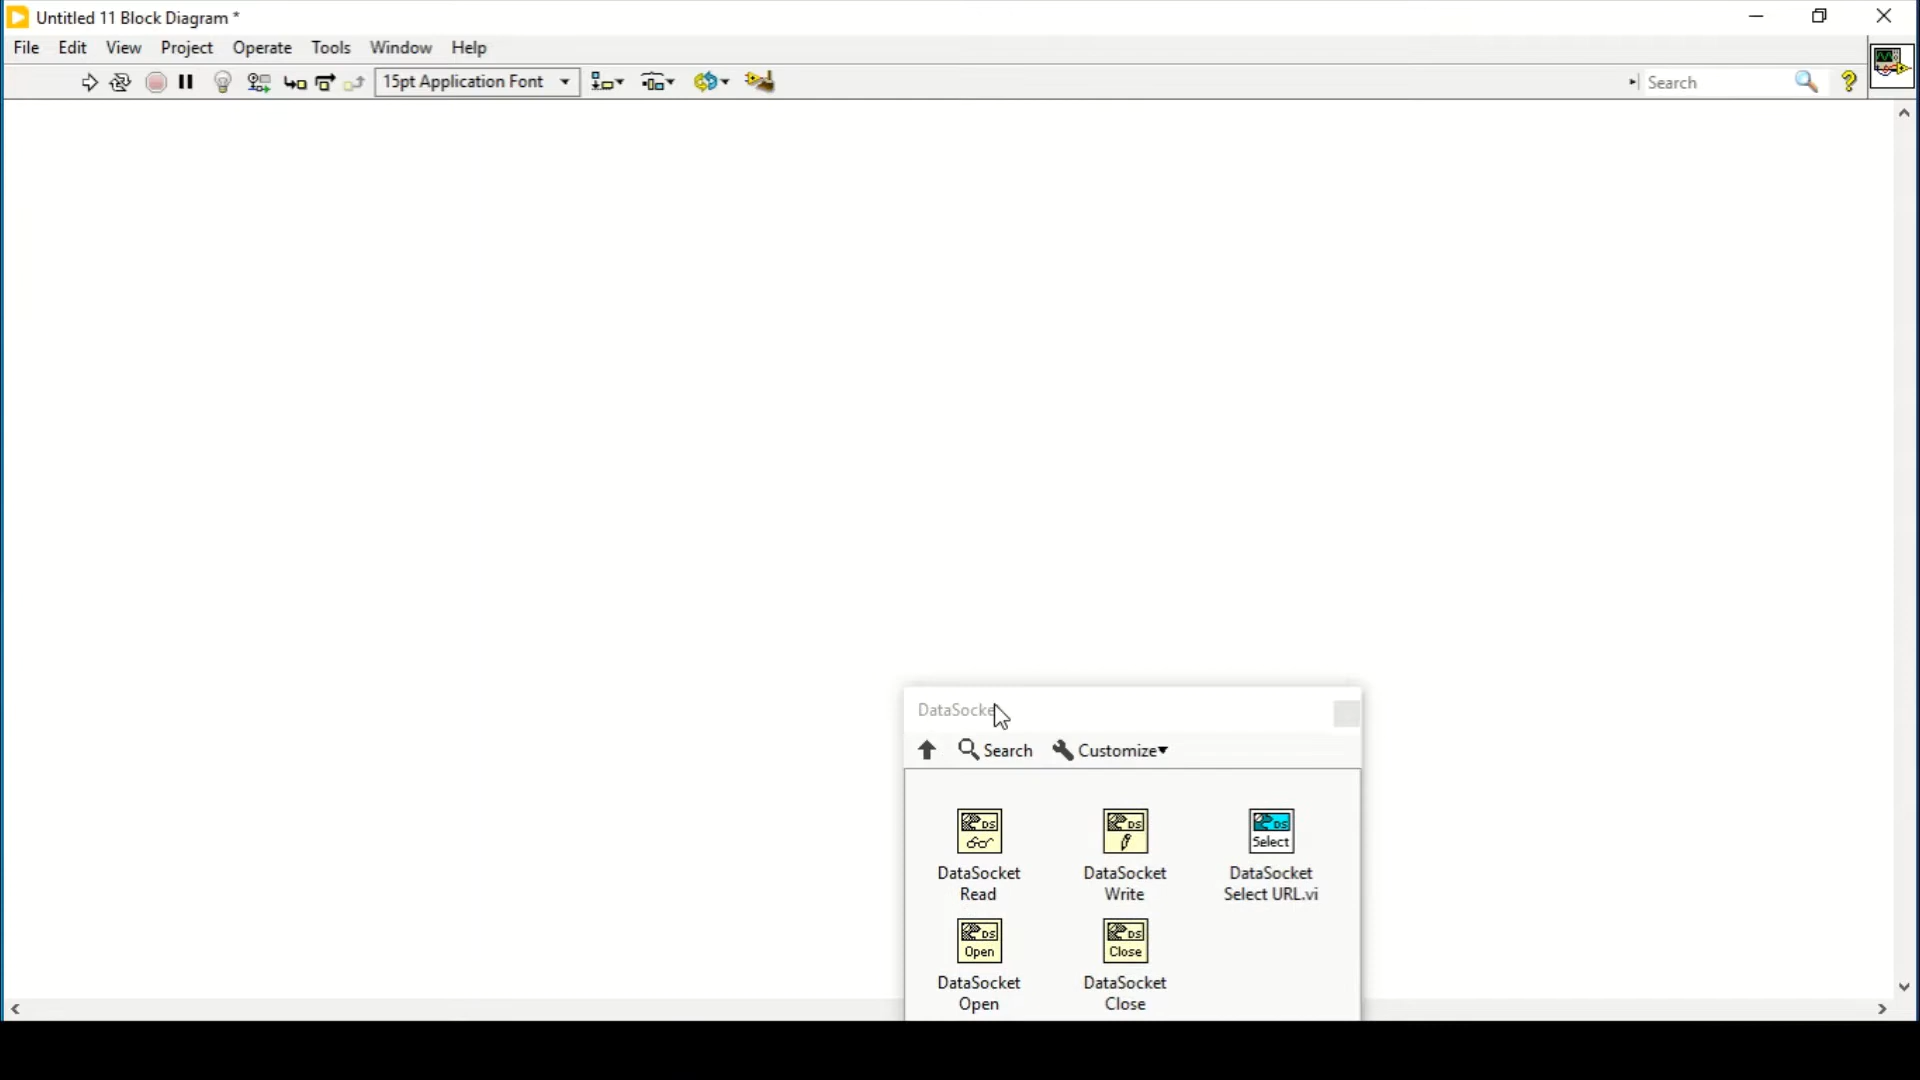 Untitled 11 Block Diagram *
File Edit View Project Operate Tools Window Help
15pt Application Font
Search
?
DataSocke
Search Customize
DS DS DS
Select
DataSocket DataSocket DataSocket
Read Write Select URL.vi
DS DS
Open Close
DataSocket DataSocket
Open Close